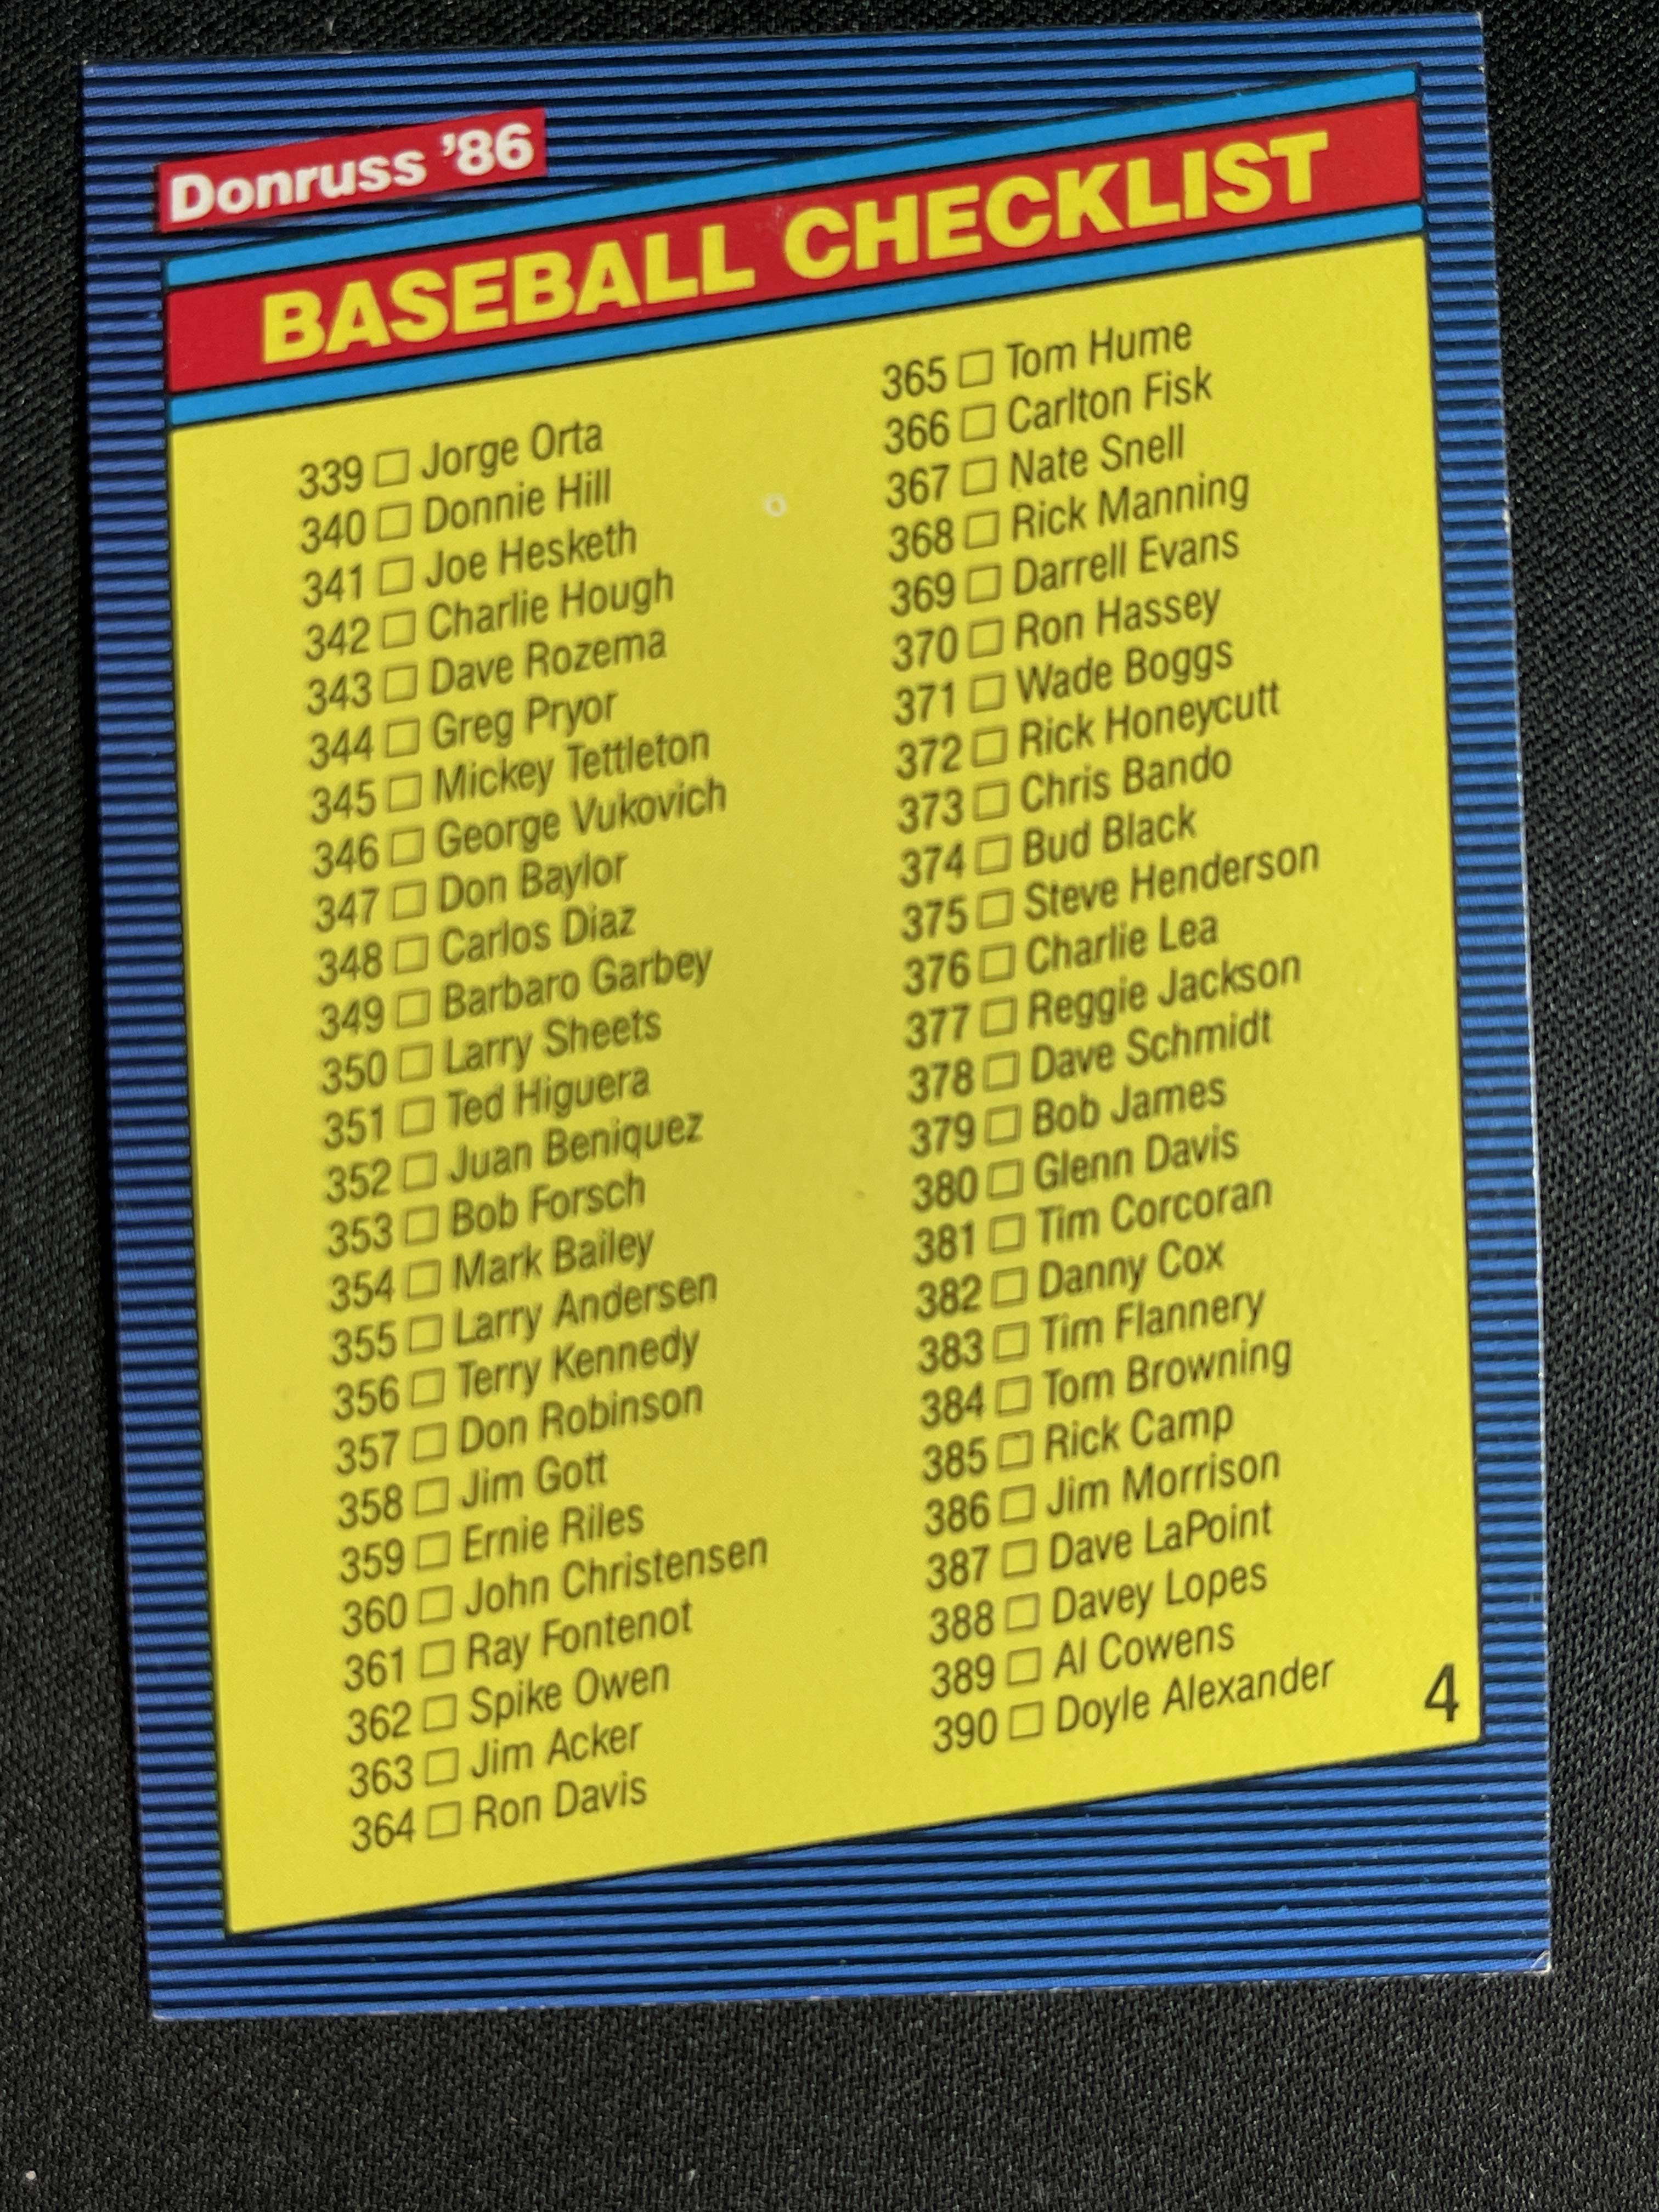 Donruss '86
BASEBALL CHECKLIST
339 □ Jorge Orta
340 □ Donnie Hill
341 □ Joe Hesketh
342 □ Charlie Hough
343 □ Dave Rozema
344 □ Greg Pryor
345 □ Mickey Tettleton
346 □ George Vukovich
347 □ Don Baylor
348 □ Carlos Diaz
349 □ Barbaro Garbey
350 □ Larry Sheets
351 □ Ted Higuera
352 □ Juan Beniquez
353 □ Bob Forsch
354 □ Mark Bailey
355 □ Larry Andersen
356 □ Terry Kennedy
357 □ Don Robinson
358 □ Jim Gott
359 □ Ernie Riles
360 □ John Christensen
361 □ Ray Fontenot
362 □ Spike Owen
363 □ Jim Acker
364 □ Ron Davis
365 □ Tom Hume
366 □ Carlton Fisk
367 □ Nate Snell
368 □ Rick Manning
369 □ Darrell Evans
370 □ Ron Hassey
371 □ Wade Boggs
372 □ Rick Honeycutt
373 □ Chris Bando
374 □ Bud Black
375 □ Steve Henderson
376 □ Charlie Lea
377 □ Reggie Jackson
378 □ Dave Schmidt
379 □ Bob James
380 □ Glenn Davis
381 □ Tim Corcoran
382 □ Danny Cox
383 □ Tim Flannery
384 □ Tom Browning
385 □ Rick Camp
386 □ Jim Morrison
387 □ Dave LaPoint
388 □ Davey Lopes
389 □ Al Cowens
390 □ Doyle Alexander
4